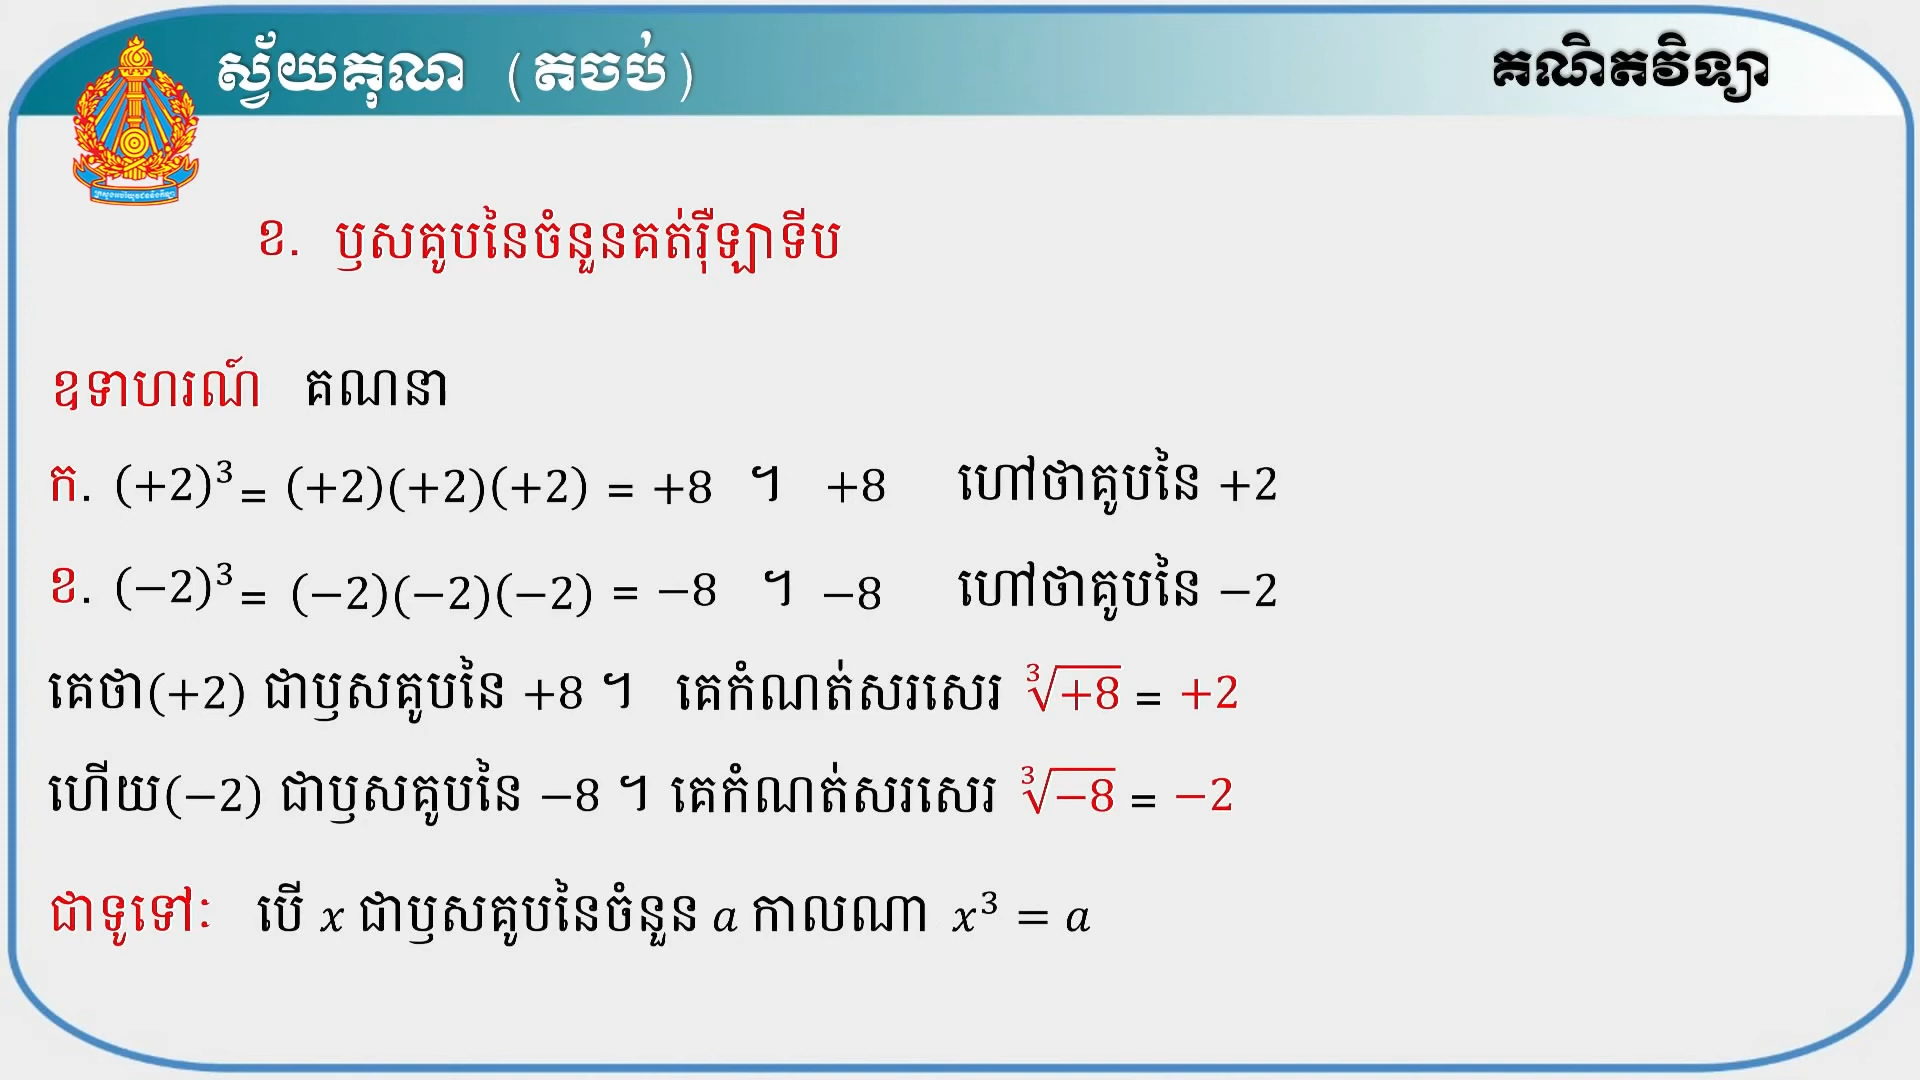 ស្វ័យគុណ (តចប់)
គណិតវិទ្យា
ខ. ឫសគូបនៃចំនួនគត់រ៉ឺឡាទីប
ឧទាហរណ៍ គណនា
ក. (+2)³= (+2)(+2)(+2) = +8 ។ +8 ហៅថាគូបនៃ +2
ខ. (−2)³= (−2)(−2)(−2) = −8 ។ −8 ហៅថាគូបនៃ −2
គេថា(+2) ជាឫសគូបនៃ +8 ។ គេកំណត់សរសេរ ∛+8 = +2
ហើយ(−2) ជាឫសគូបនៃ −8 ។ គេកំណត់សរសេរ ∛−8 = −2
ជាទូទៅ: បើ x ជាឫសគូបនៃចំនួន a កាលណា x³ = a